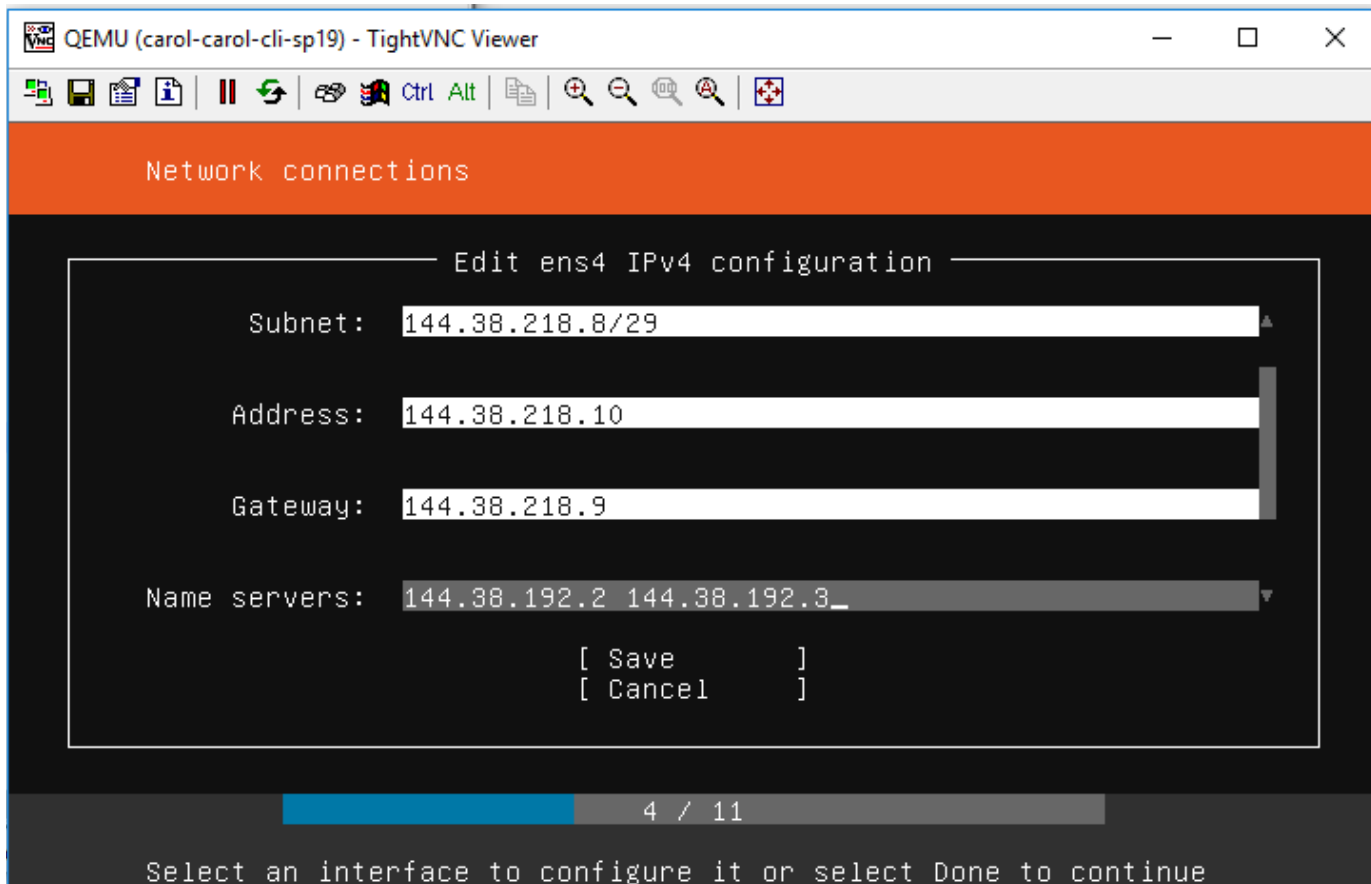 QEMU (carol-carol-cli-sp19) - TightVNC Viewer
Ctrl Alt
Network connections
Edit ens4 IPv4 configuration
Subnet: 144.38.218.8/29
Address: 144.38.218.10
Gateway: 144.38.218.9
Name servers: 144.38.192.2 144.38.192.3_
[ Save ]
[ Cancel ]
4 / 11
Select an interface to configure it or select Done to continue